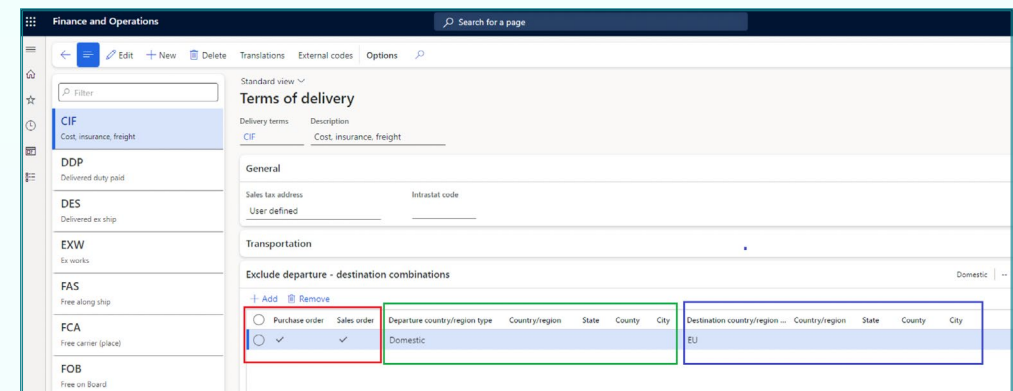 Finance and Operations
Search for a page
Edit New Delete Translations External codes Options
Filter
CIF
Cost, insurance, freight
DDP
Delivered duty paid
DES
Delivered ex ship
EXW
Ex works
FAS
Free along ship
FCA
Free carrier (place)
FOB
Free on Board
Standard view
Terms of delivery
Delivery terms Description
CIF Cost, insurance, freight
General
Sales tax address Intrastat code
User defined
Transportation
Exclude departure - destination combinations Domestic --
+ Add Remove
Purchase order Sales order Departure country/region type Country/region State County City Destination country/region ... Country/region State County City
Domestic EU